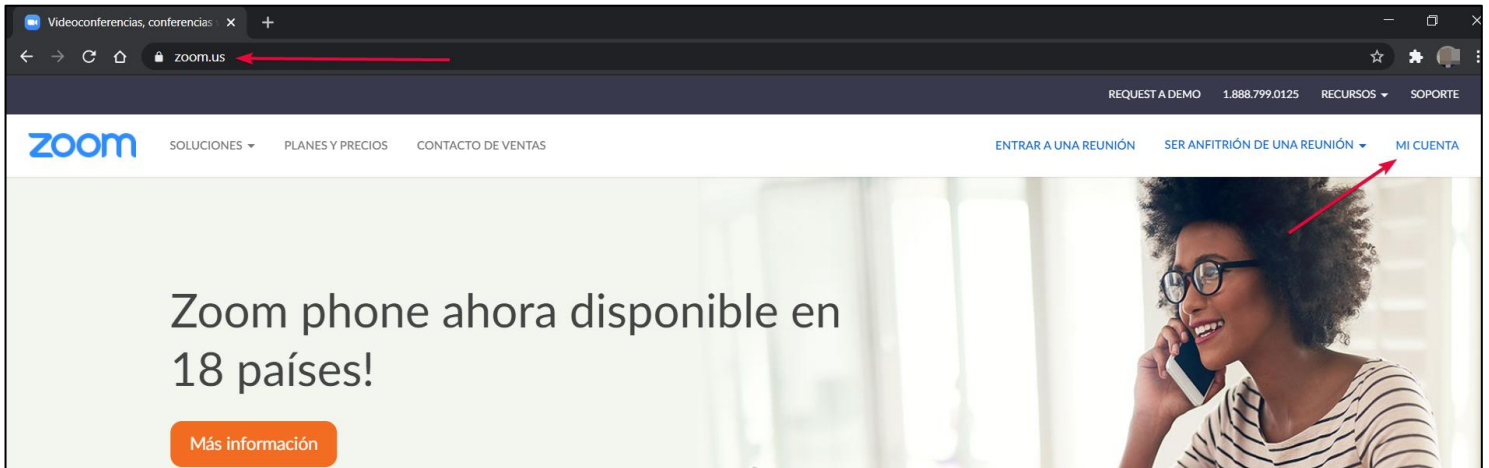 Videoconferencias, conferencias
zoom.us
REQUEST A DEMO 1.888.799.0125 RECURSOS SOPORTE
zoom SOLUCIONES PLANES Y PRECIOS CONTACTO DE VENTAS ENTRAR A UNA REUNIÓN SER ANFITRIÓN DE UNA REUNIÓN MI CUENTA
Zoom phone ahora disponible en
18 países!
Más información